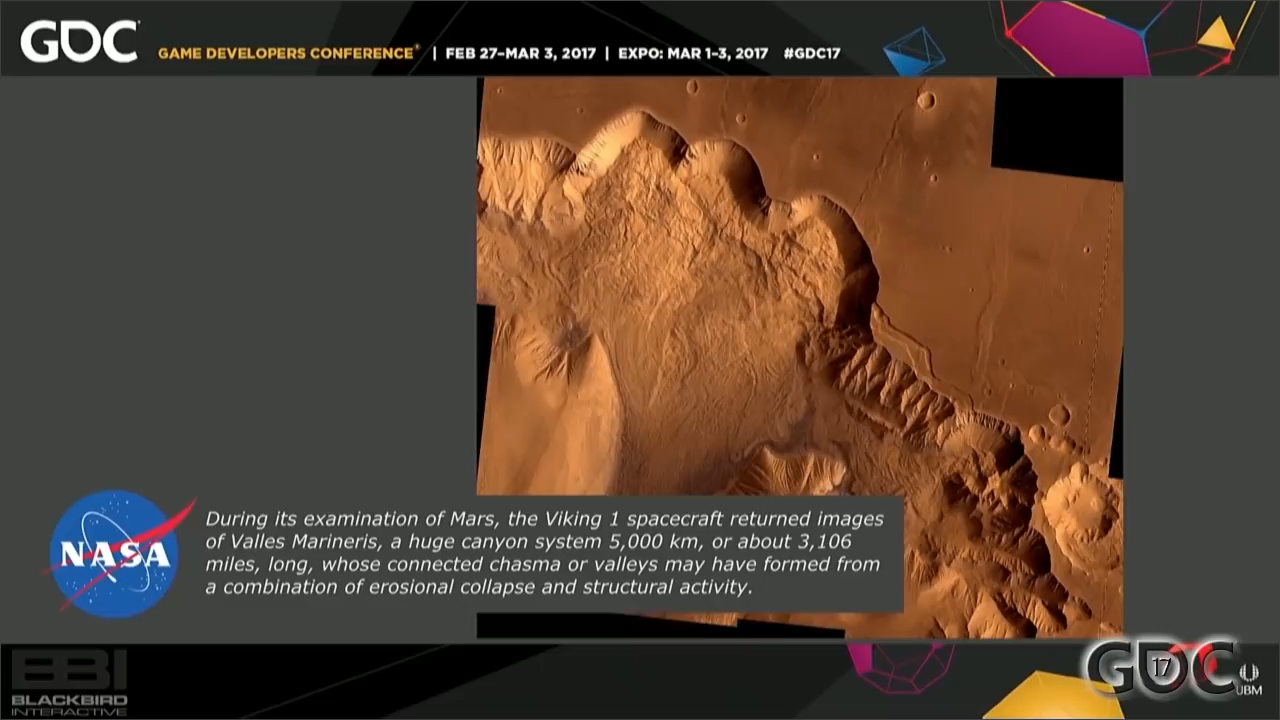 GDC GAME DEVELOPERS CONFERENCE® | FEB 27–MAR 3, 2017 | EXPO: MAR 1–3, 2017 #GDC17
NASA
During its examination of Mars, the Viking 1 spacecraft returned images
of Valles Marineris, a huge canyon system 5,000 km, or about 3,106
miles, long, whose connected chasma or valleys may have formed from
a combination of erosional collapse and structural activity.
BBI
BLACKBIRD
INTERACTIVE
GDC
17
UBM